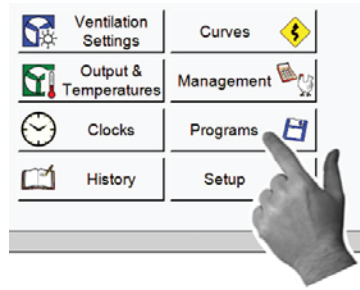 Ventilation
Settings
Curves
Output &
Temperatures
Management
Clocks
Programs
History
Setup